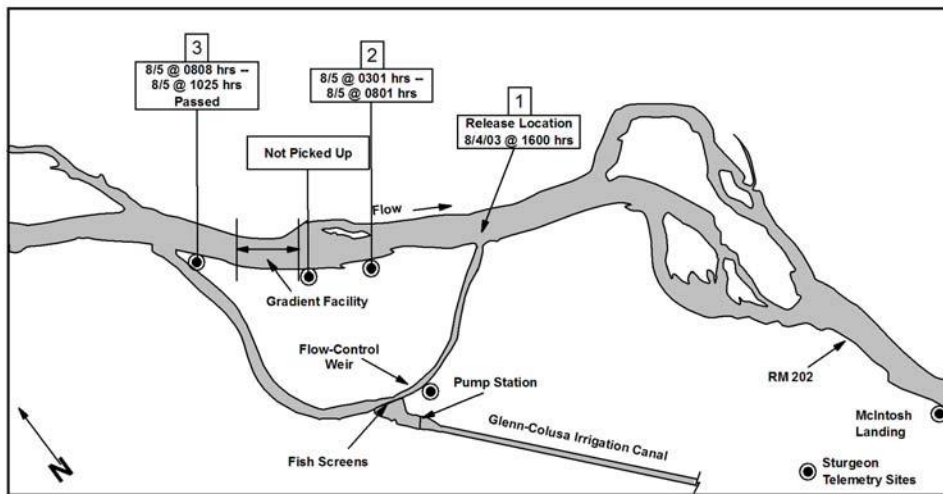 3
8/5 @ 0808 hrs --
8/5 @ 1025 hrs
Passed
2
8/5 @ 0301 hrs --
8/5 @ 0801 hrs
1
Release Location
8/4/03 @ 1600 hrs
Not Picked Up
Flow
Gradient Facility
Flow-Control
Weir
Pump Station
RM 202
McIntosh
Landing
Glenn-Colusa Irrigation Canal
Fish Screens
N
Sturgeon
Telemetry Sites